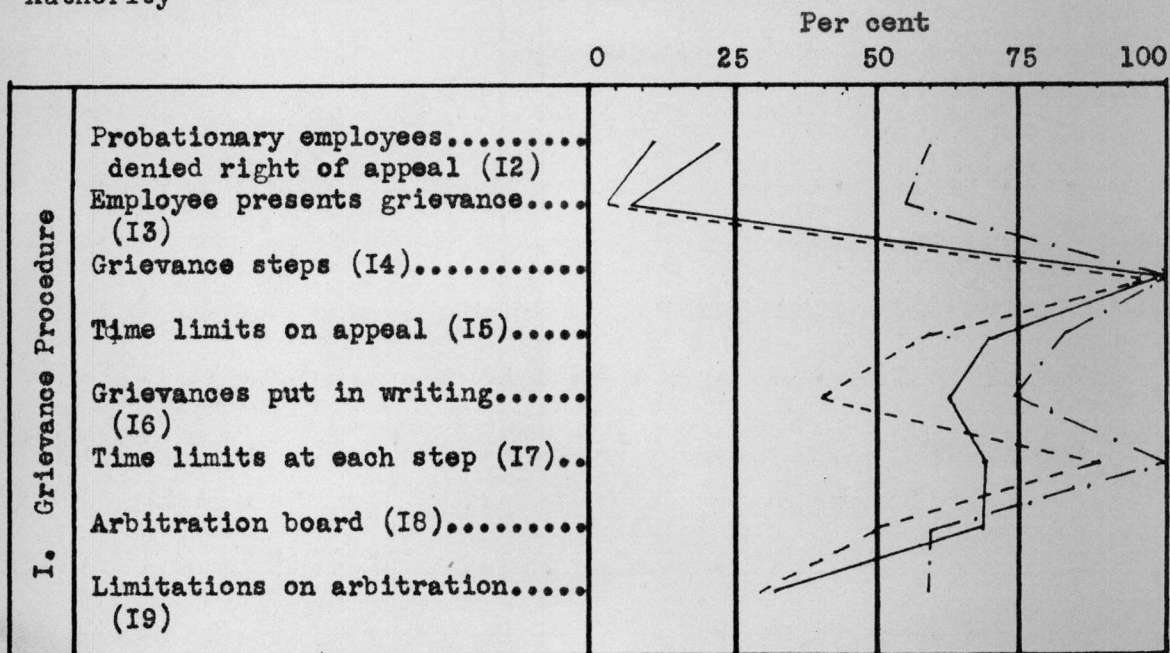 Authority
Per cent
0 25 50 75 100
I. Grievance Procedure
Probationary employees.........
denied right of appeal (I2)
Employee presents grievance....
(I3)
Grievance steps (I4)...........
Time limits on appeal (I5).....
Grievances put in writing......
(I6)
Time limits at each step (I7)..
Arbitration board (I8).........
Limitations on arbitration.....
(I9)